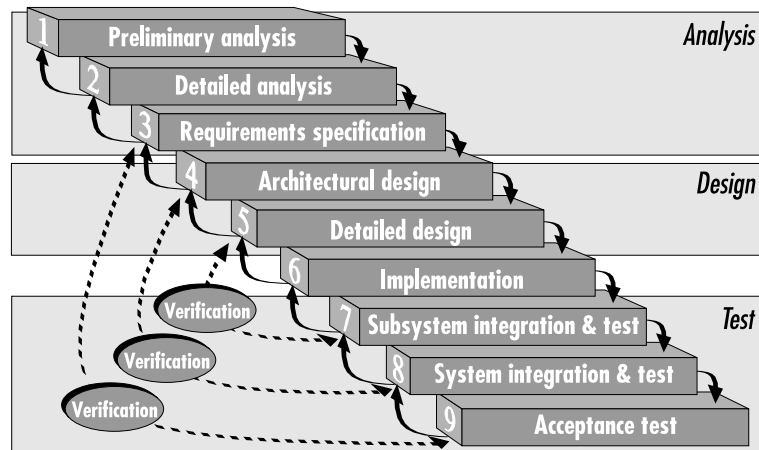 1 Preliminary analysis
Analysis
2 Detailed analysis
3 Requirements specification
4 Architectural design
Design
5 Detailed design
6 Implementation
Verification
7 Subsystem integration & test
Test
Verification
8 System integration & test
Verification
9 Acceptance test